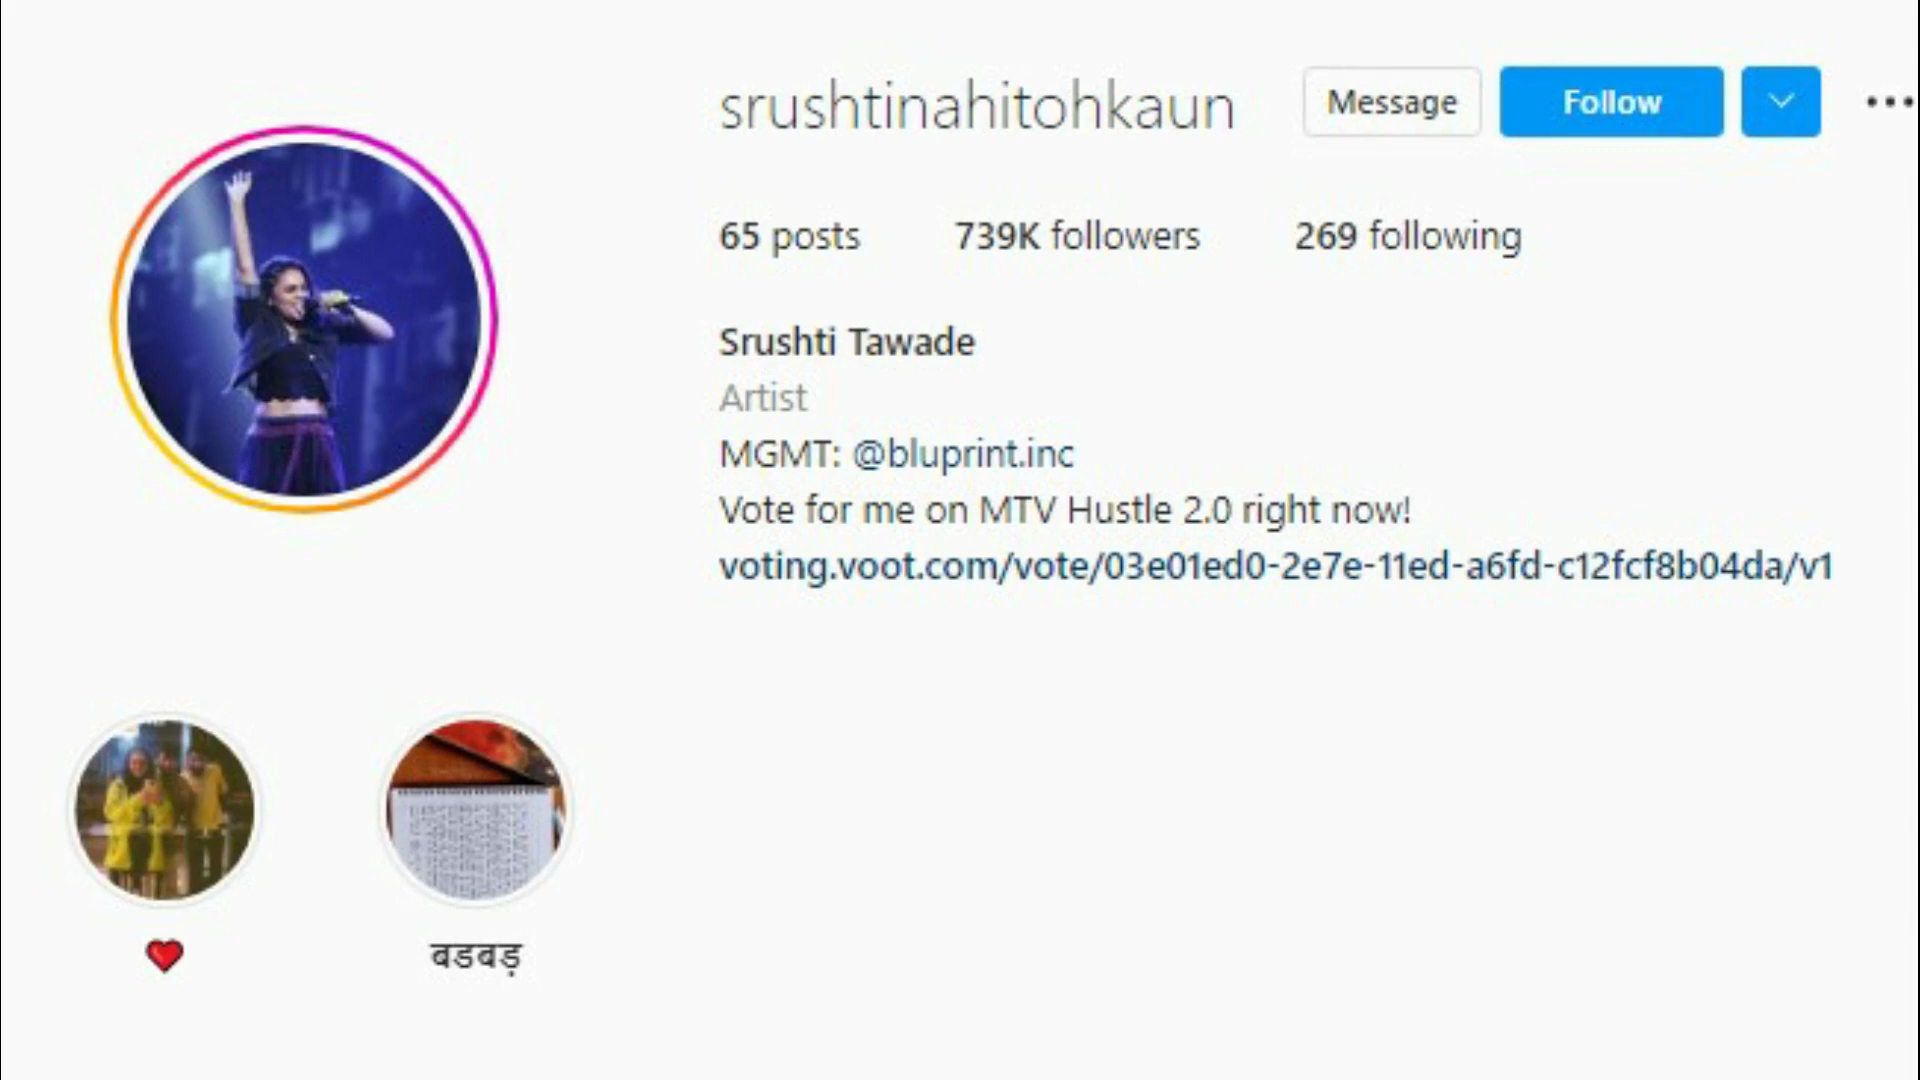 srushtinahitohkaun Message Follow
65 posts 739K followers 269 following
Srushti Tawade
Artist
MGMT: @bluprint.inc
Vote for me on MTV Hustle 2.0 right now!
voting.voot.com/vote/03e01ed0-2e7e-11ed-a6fd-c12fcf8b04da/v1
❤ बडबड़